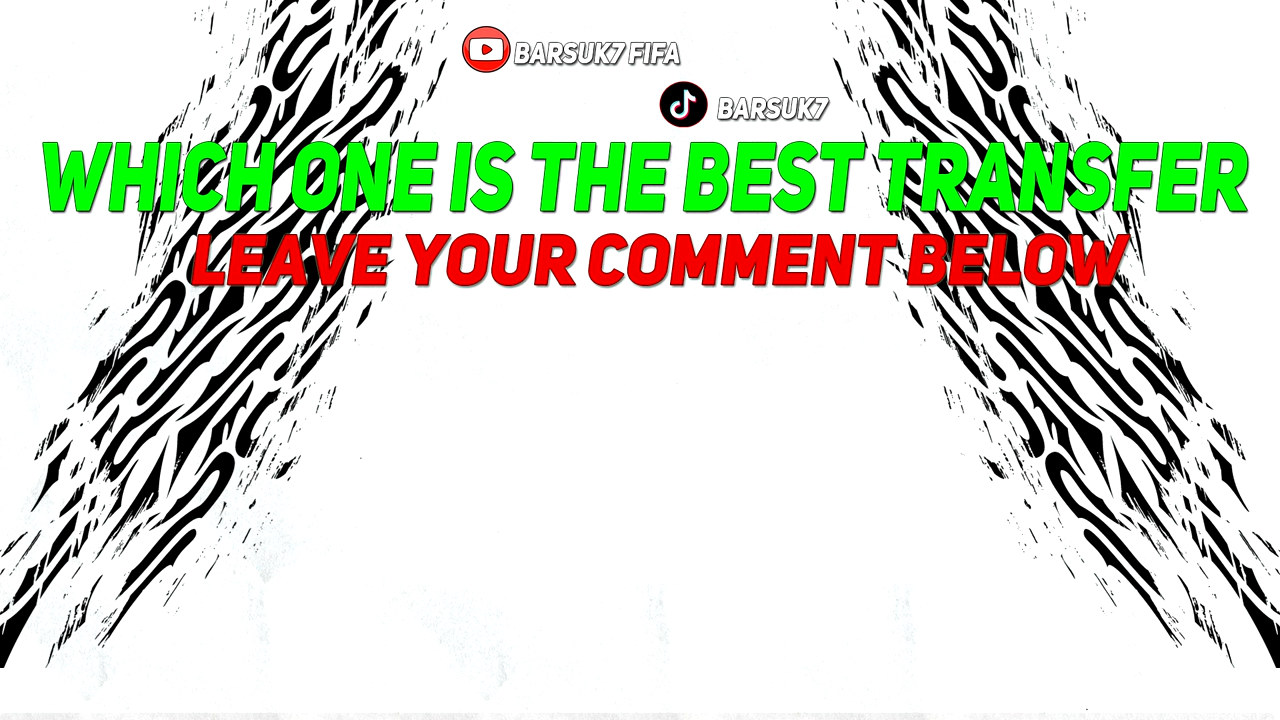 BARSUK7 FIFA
BARSUK7
WHICH ONE IS THE BEST TRANSFER
LEAVE YOUR COMMENT BELOW